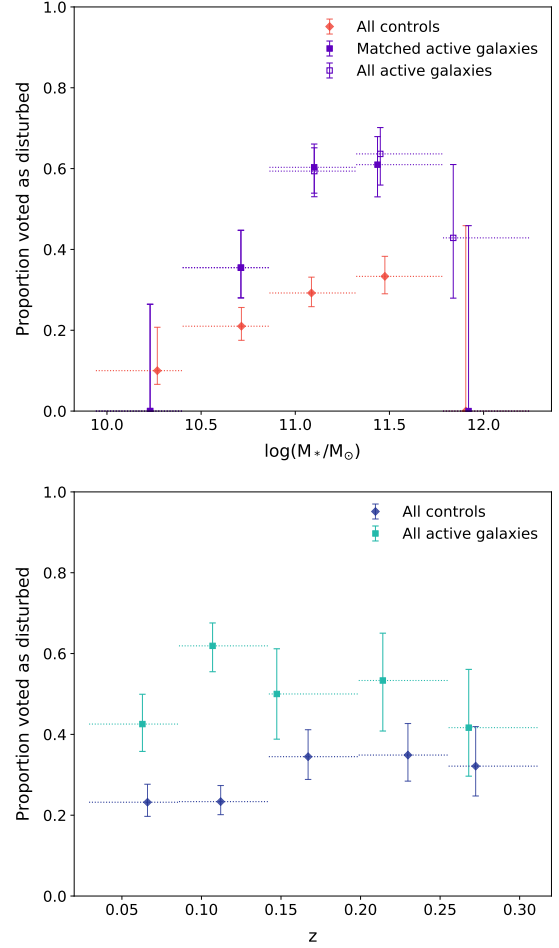 All controls
Matched active galaxies
All active galaxies
Proportion voted as disturbed
1.0
0.8
0.6
0.4
0.2
0.0
10.0 10.5 11.0 11.5 12.0
log(M*/M⊙)
All controls
All active galaxies
Proportion voted as disturbed
1.0
0.8
0.6
0.4
0.2
0.0
0.05 0.10 0.15 0.20 0.25 0.30
z